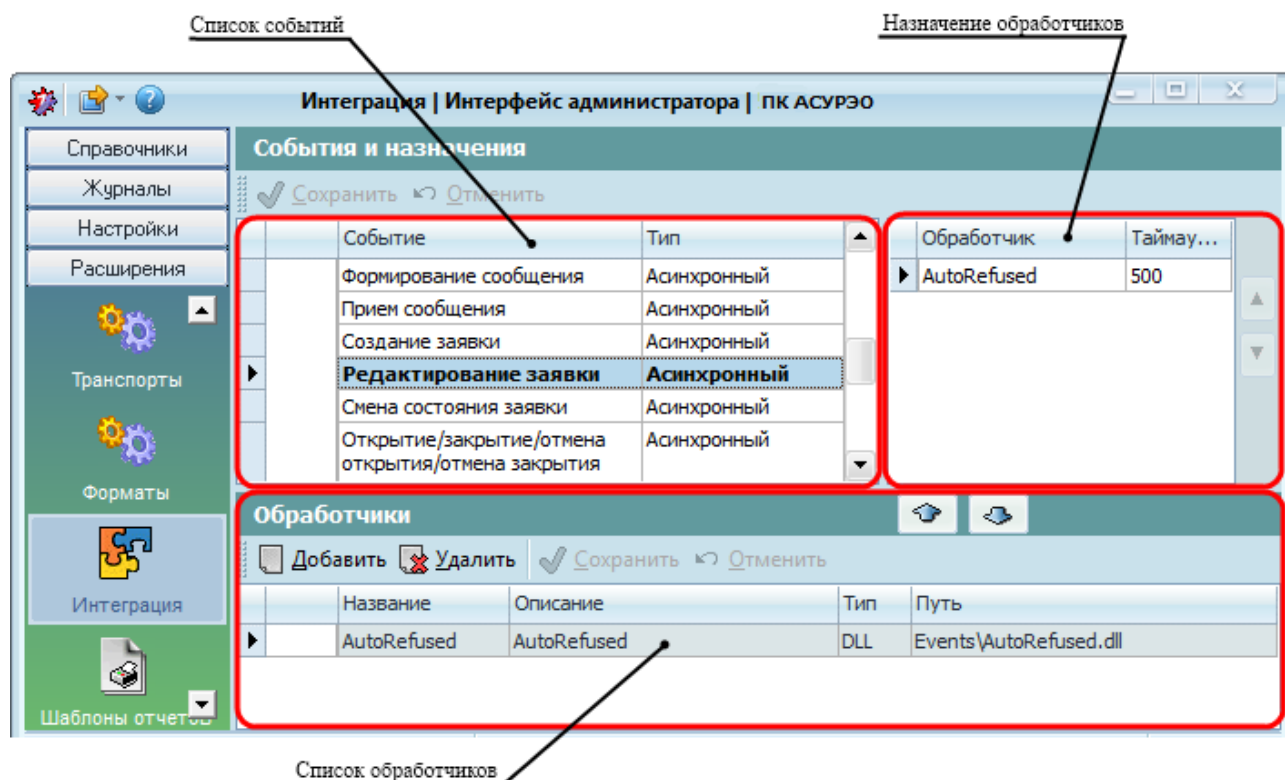 Список событий
Назначение обработчиков
Интеграция | Интерфейс администратора | ПК АСУРЭО
Справочники
Журналы
Настройки
Расширения
Транспорты
Форматы
Интеграция
Шаблоны отчетов
События и назначения
Сохранить Отменить
Событие Тип
Формирование сообщения Асинхронный
Прием сообщения Асинхронный
Создание заявки Асинхронный
Редактирование заявки Асинхронный
Смена состояния заявки Асинхронный
Открытие/закрытие/отмена Асинхронный
открытия/отмена закрытия
Обработчик Таймау...
AutoRefused 500
Обработчики
Добавить Удалить Сохранить Отменить
Название Описание Тип Путь
AutoRefused AutoRefused DLL Events\AutoRefused.dll
Список обработчиков